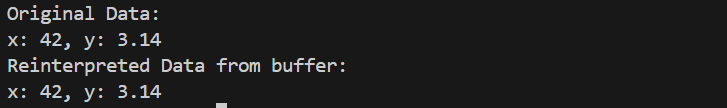 Original Data:
x: 42, y: 3.14
Reinterpreted Data from buffer:
x: 42, y: 3.14